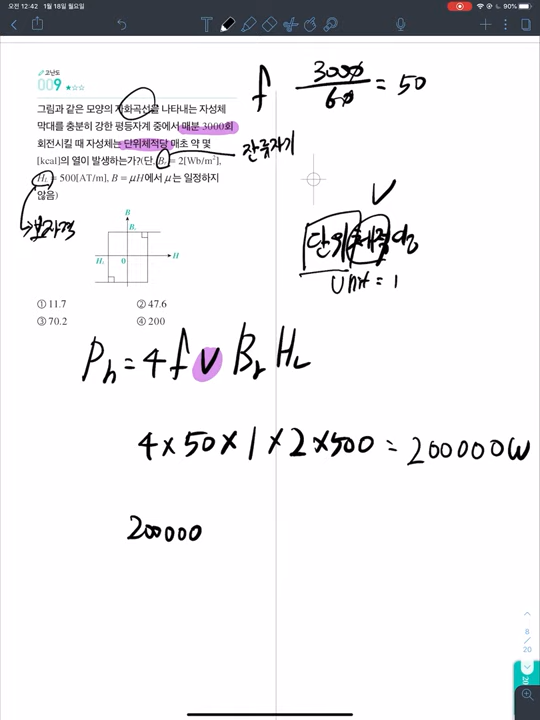 오전 12:42 1월 18일 월요일
90%
고난도
009 ★☆☆
그림과 같은 모양의 자화곡선를 나타내는 자성체
막대를 충분히 강한 평등자계 중에서 매분 3000회
회전시킬 때 자성체는 단위체적당 매초 약 몇
[kcal]의 열이 발생하는가?(단, Br=2[Wb/m²],
HL=500[AT/m], B=μH에서 μ는 일정하지
않음)
B
Br
HL
0
H
① 11.7
② 47.6
③ 70.2
④ 200
f 3000/60 = 50
잔류자기
보자력
V
단위체적당
Unit = 1
Ph = 4 f V Br HL
4 × 50 × 1 × 2 × 500 = 200000W
200000
8
/
20
20